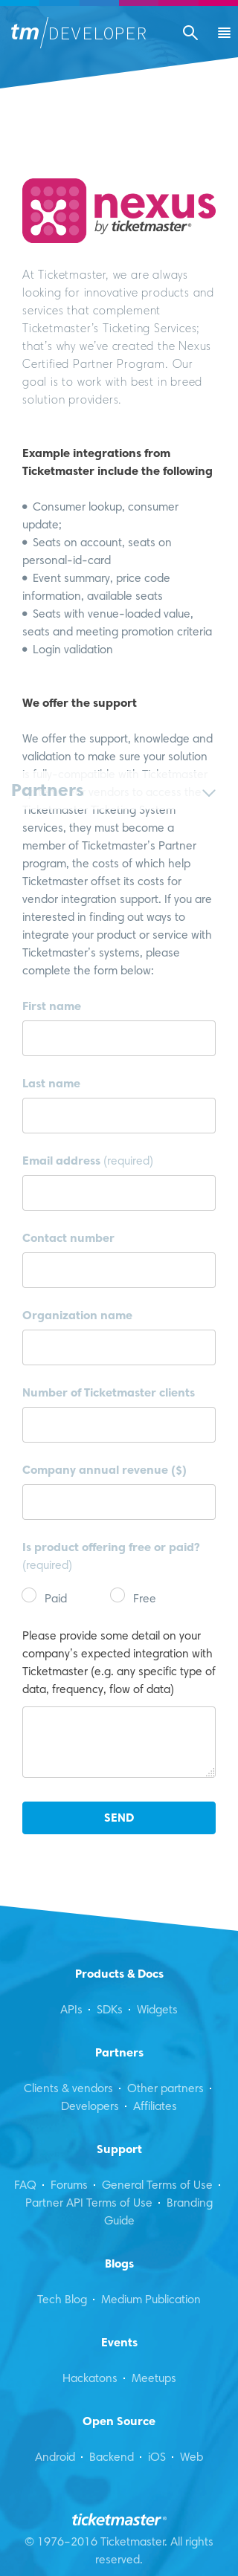 tm/DEVELOPER
nexus
by ticketmaster®
At Ticketmaster, we are always
looking for innovative products and
services that complement
Ticketmaster's Ticketing Services;
that's why we've created the Nexus
Certified Partner Program. Our
goal is to work with best in breed
solution providers.
Example integrations from
Ticketmaster include the following
• Consumer lookup, consumer
update;
• Seats on account, seats on
personal-id-card
• Event summary, price code
information, available seats
• Seats with venue-loaded value,
seats and meeting promotion criteria
• Login validation
We offer the support
We offer the support, knowledge and
validation to make sure your solution
Partners
Ticketmaster Ticketing System
services, they must become a
member of Ticketmaster's Partner
program, the costs of which help
Ticketmaster offset its costs for
vendor integration support. If you are
interested in finding out ways to
integrate your product or service with
Ticketmaster's systems, please
complete the form below:
First name
Last name
Email address (required)
Contact number
Organization name
Number of Ticketmaster clients
Company annual revenue ($)
Is product offering free or paid?
(required)
Paid Free
Please provide some detail on your
company's expected integration with
Ticketmaster (e.g. any specific type of
data, frequency, flow of data)
SEND
Products & Docs
APIs · SDKs · Widgets
Partners
Clients & vendors · Other partners ·
Developers · Affiliates
Support
FAQ · Forums · General Terms of Use ·
Partner API Terms of Use · Branding
Guide
Blogs
Tech Blog · Medium Publication
Events
Hackatons · Meetups
Open Source
Android · Backend · iOS · Web
ticketmaster®
© 1976-2016 Ticketmaster. All rights
reserved.